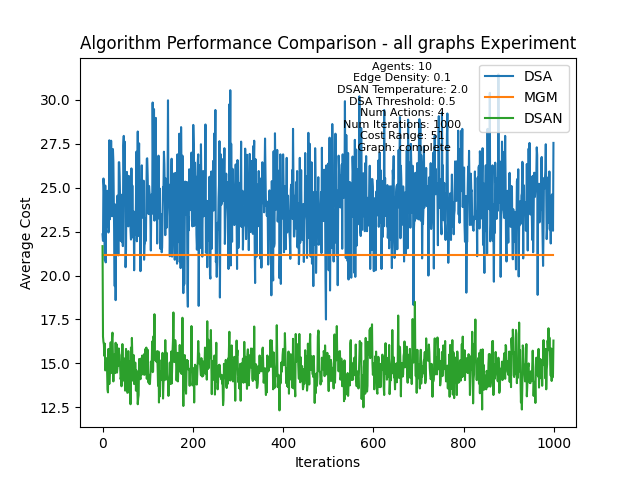 Algorithm Performance Comparison - all graphs Experiment
Agents: 10
Edge Density: 0.1
DSAN Temperature: 2.0
DSA Threshold: 0.5
Num Actions: 4
Num Iterations: 1000
Cost Range: 51
Graph: complete
DSA
MGM
DSAN
Average Cost
30.0
27.5
25.0
22.5
20.0
17.5
15.0
12.5
0
200
400
600
800
1000
Iterations